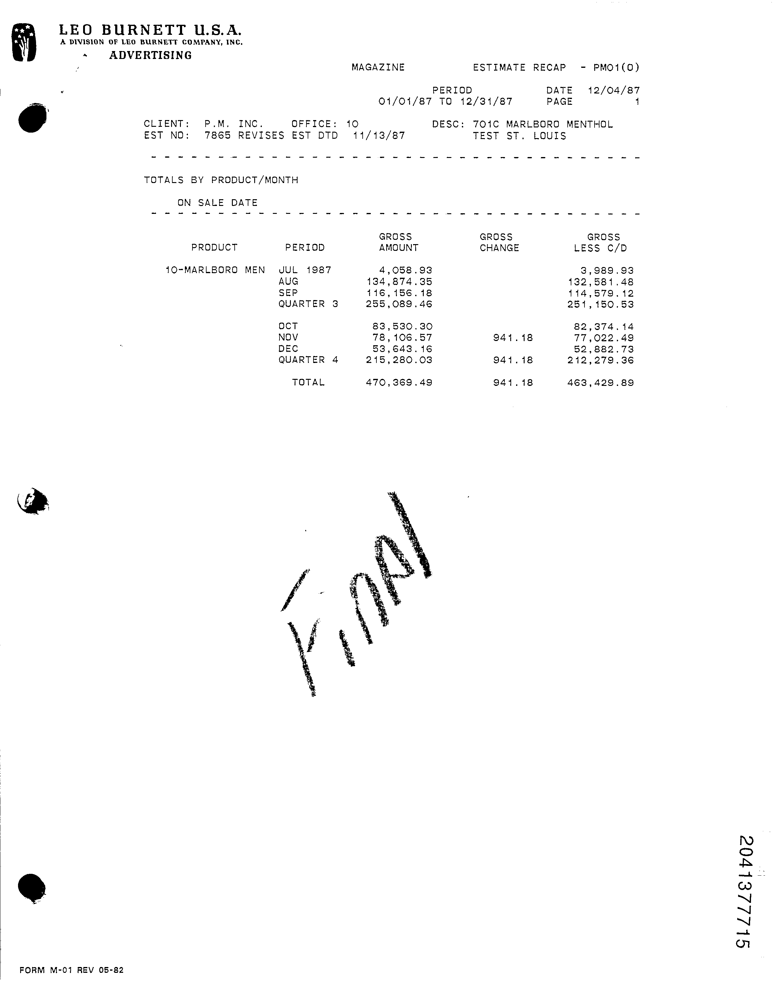 LEO BURNETT U.S.A.
A DIVISION OF LEO BURNETT COMPANY, INC.
ADVERTISING
MAGAZINE ESTIMATE RECAP - PM01(0)
PERIOD DATE 12/04/87
01/01/87 TO 12/31/87 PAGE 1
CLIENT: P.M. INC. OFFICE: 10 DESC: 701C MARLBORO MENTHOL
EST NO: 7865 REVISES EST DTD 11/13/87 TEST ST. LOUIS
TOTALS BY PRODUCT/MONTH
ON SALE DATE
GROSS GROSS GROSS
PRODUCT PERIOD AMOUNT CHANGE LESS C/D
10-MARLBORO MEN JUL 1987 4,058.93 3,989.93
AUG 134,874.35 132,581.48
SEP 116,156.18 114,579.12
QUARTER 3 255,089.46 251,150.53
OCT 83,530.30 82,374.14
NOV 78,106.57 941.18 77,022.49
DEC 53,643.16 52,882.73
QUARTER 4 215,280.03 941.18 212,279.36
TOTAL 470,369.49 941.18 463,429.89
FINAL
2041377715
FORM M-01 REV 05-82